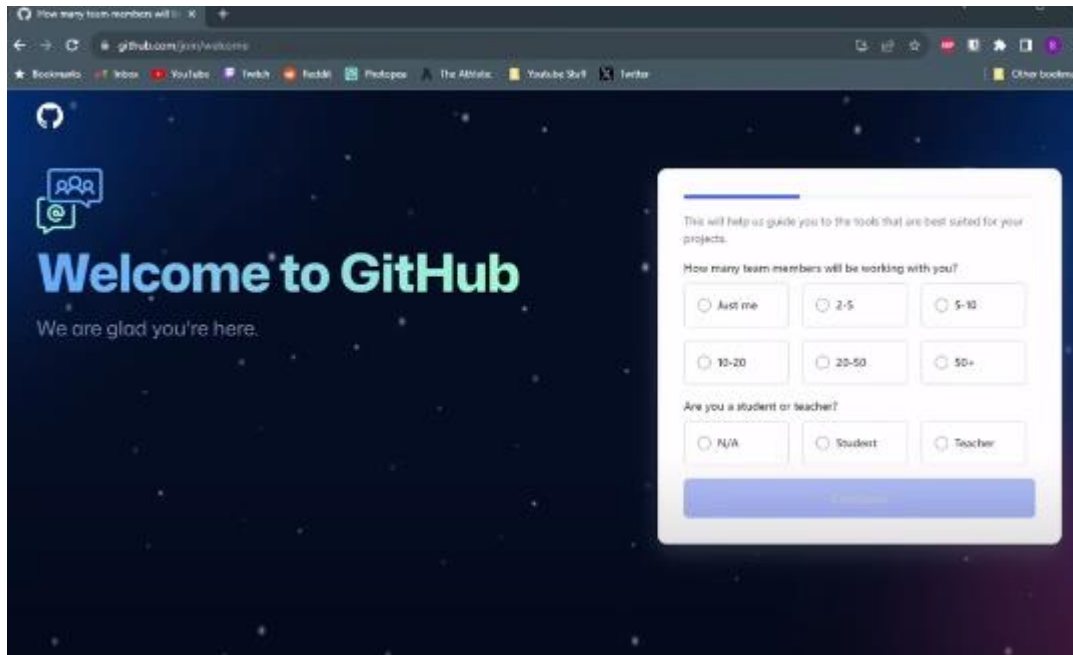 How many team members will
github.com/join/welcome
Bookmarks Inbox YouTube Twitch Reddit Photopea The Athletic Youtube Stuff Twitter Other bookma
Welcome to GitHub
We are glad you're here.
This will help us guide you to the tools that are best suited for your
projects.
How many team members will be working with you?
Just me 2-5 5-10
10-20 20-50 50+
Are you a student or teacher?
N/A Student Teacher
Continue